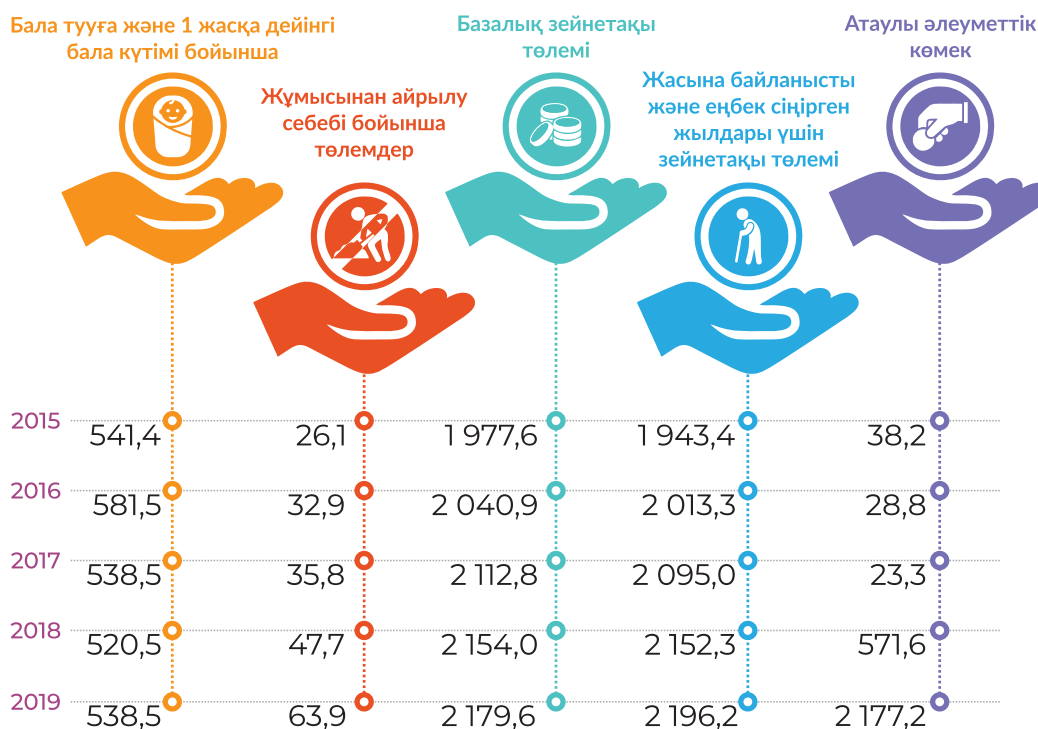 Бала тууға және 1 жасқа дейінгі
бала күтімі бойынша
Жұмысынан айрылу
себебі бойынша
төлемдер
Базалық зейнетақы
төлемі
Жасына байланысты
және еңбек сіңірген
жылдары үшін
зейнетақы төлемі
Атаулы әлеуметтік
көмек
2015 541,4 26,1 1 977,6 1 943,4 38,2
2016 581,5 32,9 2 040,9 2 013,3 28,8
2017 538,5 35,8 2 112,8 2 095,0 23,3
2018 520,5 47,7 2 154,0 2 152,3 571,6
2019 538,5 63,9 2 179,6 2 196,2 2 177,2